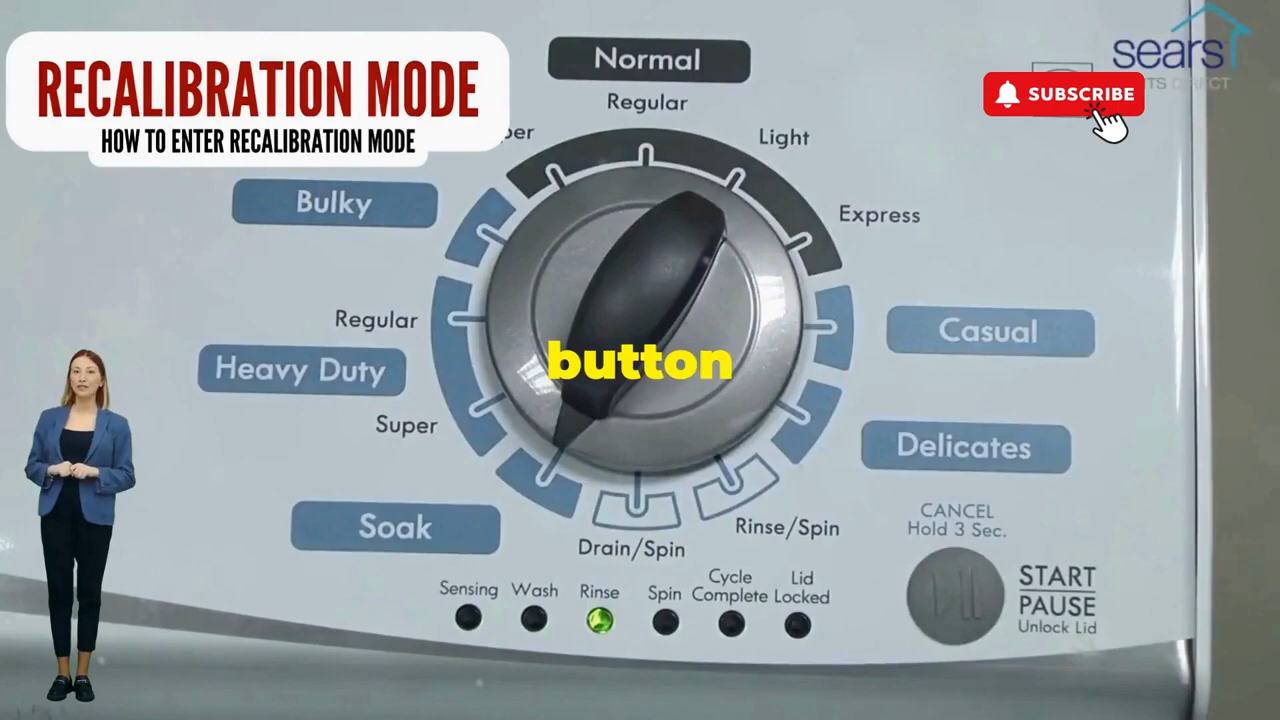 RECALIBRATION MODE
HOW TO ENTER RECALIBRATION MODE
sears
SUBSCRIBE
Normal
Regular
Light
Express
Bulky
Regular
Heavy Duty
Super
Casual
Delicates
button
Soak
Drain/Spin
Rinse/Spin
CANCEL
Hold 3 Sec.
START
PAUSE
Unlock Lid
Sensing
Wash
Rinse
Spin
Cycle
Complete
Lid
Locked